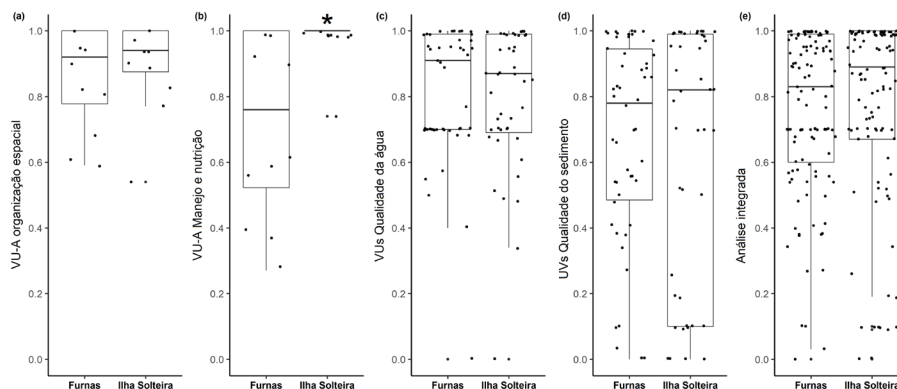 (a)
VU-A organização espacial
1.0
0.8
0.6
0.4
0.2
0.0
Furnas Ilha Solteira
(b)
VU-A Manejo e nutrição
1.0
0.8
0.6
0.4
0.2
0.0
*
Furnas Ilha Solteira
(c)
VUs Qualidade da água
1.0
0.8
0.6
0.4
0.2
0.0
Furnas Ilha Solteira
(d)
UVs Qualidade do sedimento
1.0
0.8
0.6
0.4
0.2
0.0
Furnas Ilha Solteira
(e)
Análise integrada
1.0
0.8
0.6
0.4
0.2
0.0
Furnas Ilha Solteira